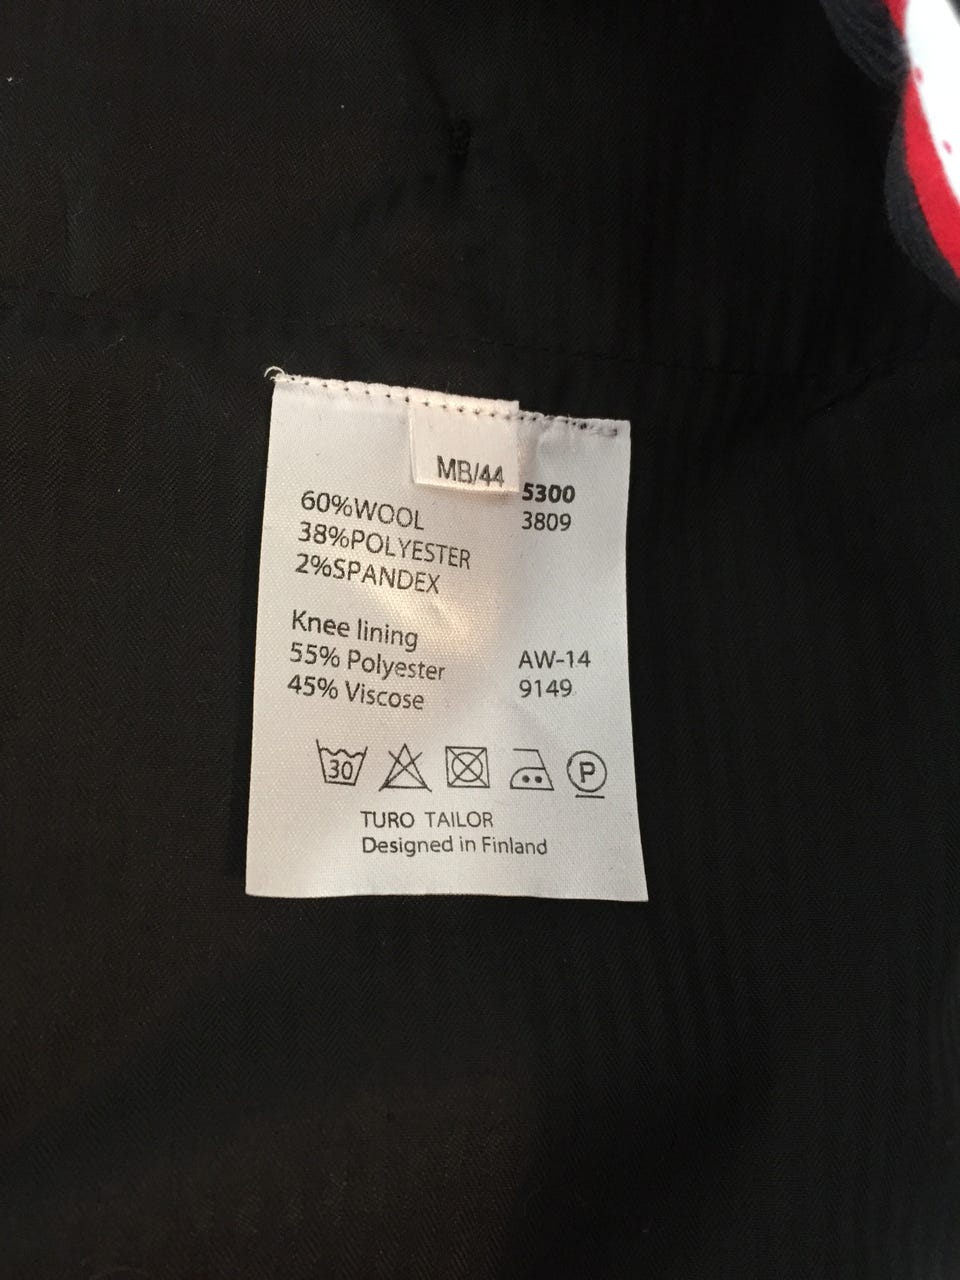 MB/44
5300
3809
60%WOOL
38%POLYESTER
2%SPANDEX
Knee lining
55% Polyester
45% Viscose
AW-14
9149
30
P
TURO TAILOR
Designed in Finland